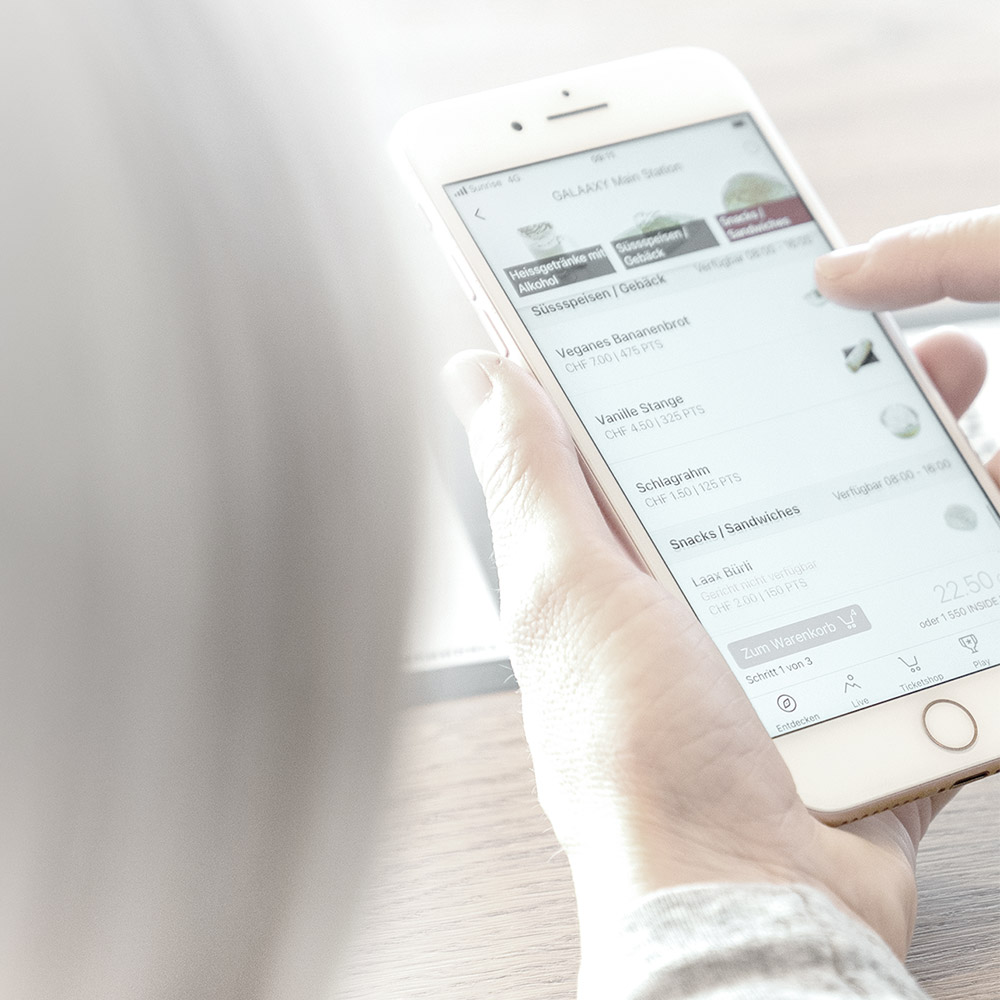 Sunrise 4G
09:11
GALAAXY Main Station
Heissgetränke mit
Alkohol
Süssspeisen /
Gebäck
Snacks /
Sandwiches
Süssspeisen / Gebäck
Verfügbar 08:00 - 16:00
Veganes Bananenbrot
CHF 7.00 | 475 PTS
Vanille Stange
CHF 4.50 | 325 PTS
Schlagrahm
CHF 1.50 | 125 PTS
Snacks / Sandwiches
Verfügbar 08:00 - 16:00
Laax Bürli
Gericht nicht verfügbar
CHF 2.00 | 150 PTS
Zum Warenkorb
22.50
oder 1 550 INSIDE
Schritt 1 von 3
Entdecken
Live
Ticketshop
Play